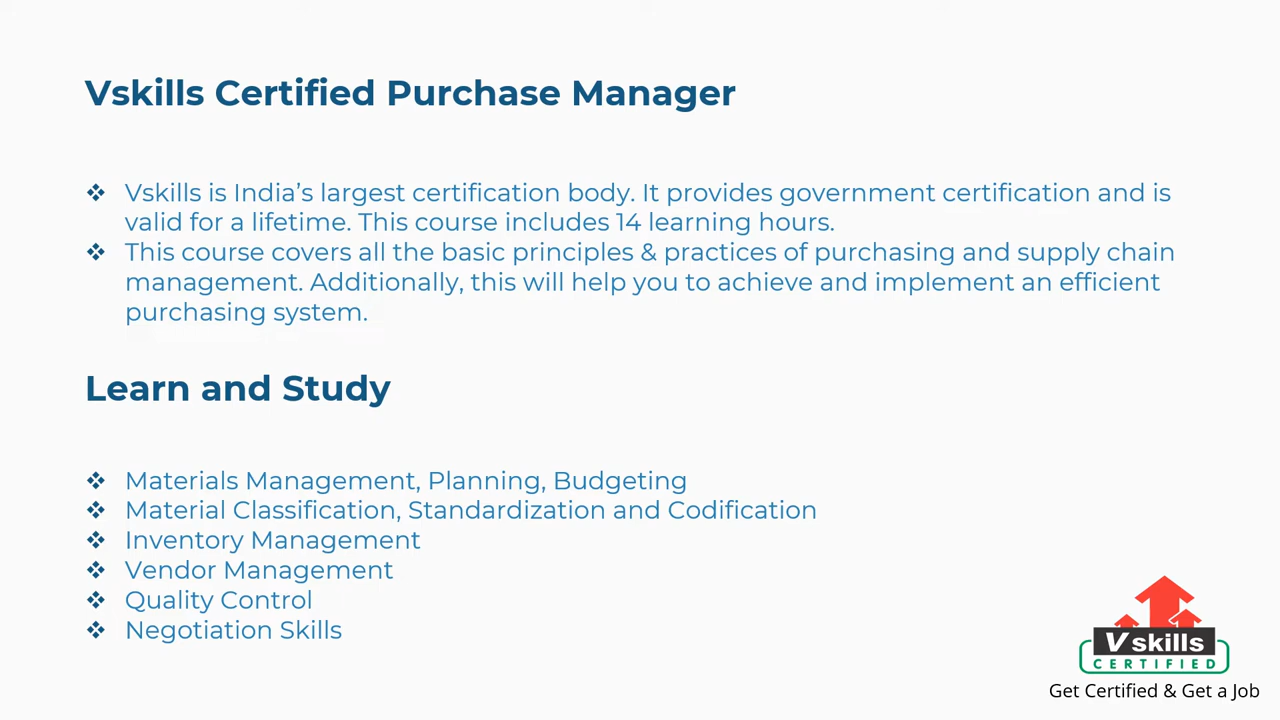 Vskills Certified Purchase Manager
❖ Vskills is India’s largest certification body. It provides government certification and is
valid for a lifetime. This course includes 14 learning hours.
❖ This course covers all the basic principles & practices of purchasing and supply chain
management. Additionally, this will help you to achieve and implement an efficient
purchasing system.
Learn and Study
❖ Materials Management, Planning, Budgeting
❖ Material Classification, Standardization and Codification
❖ Inventory Management
❖ Vendor Management
❖ Quality Control
❖ Negotiation Skills
Vskills
CERTIFIED
Get Certified & Get a Job